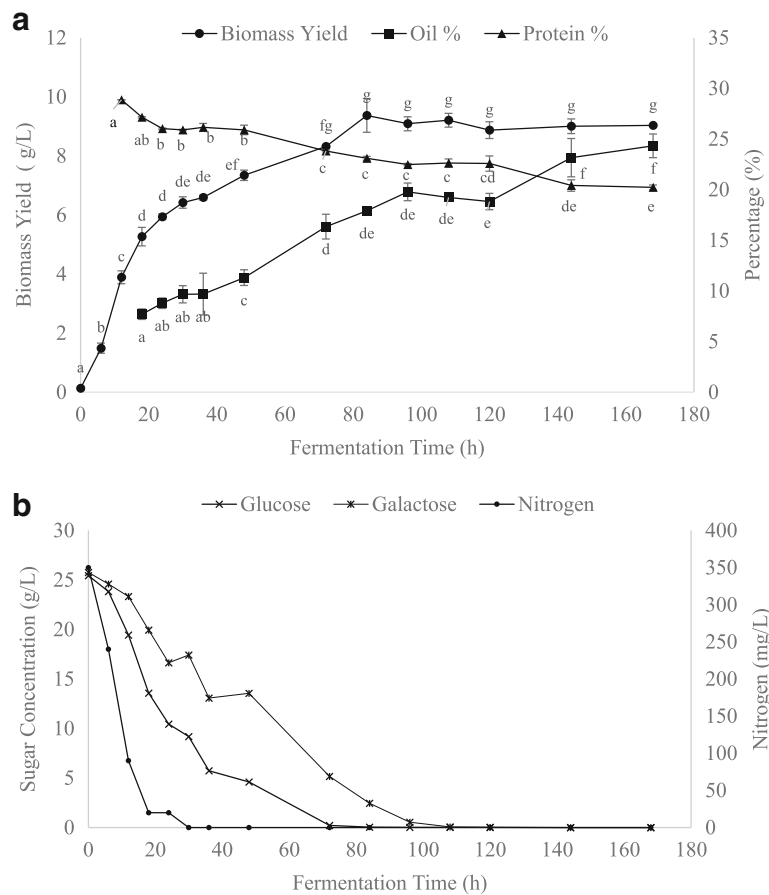 a
Biomass Yield Oil % Protein %
12 35
10 30
8 25
6 20
4 15
2 10
0 5
0
Biomass Yield ( g/L)
Percentage (%)
a ab b b b b c c c c cd de e
a b c d d de de ef fg g g g g g g
a ab ab ab c d de de de e f f
0 20 40 60 80 100 120 140 160 180
Fermentation Time (h)
b
Glucose Galactose Nitrogen
30 400
25 350
20 300
15 250
10 200
5 150
0 100
50
0
Sugar Concentration (g/L)
Nitrogen (mg/L)
0 20 40 60 80 100 120 140 160 180
Fermentation Time (h)